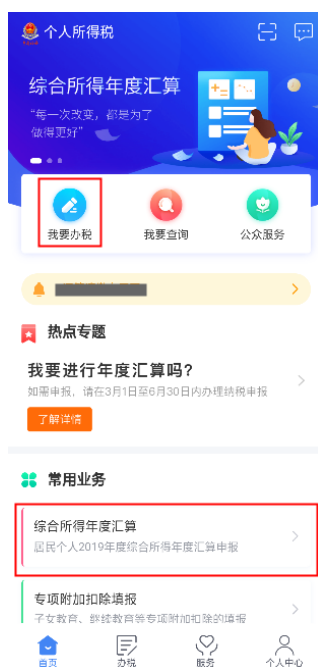 个人所得税
综合所得年度汇算
“每一次改变，都是为了
做得更好”
我要办税
我要查询
公众服务
热点专题
我要进行年度汇算吗?
如需申报，请在3月1日至6月30日内办理纳税申报
了解详情
常用业务
综合所得年度汇算
居民个人2019年度综合所得年度汇算申报
专项附加扣除填报
子女教育、继续教育等专项附加扣除的填报
首页
办税
服务
个人中心